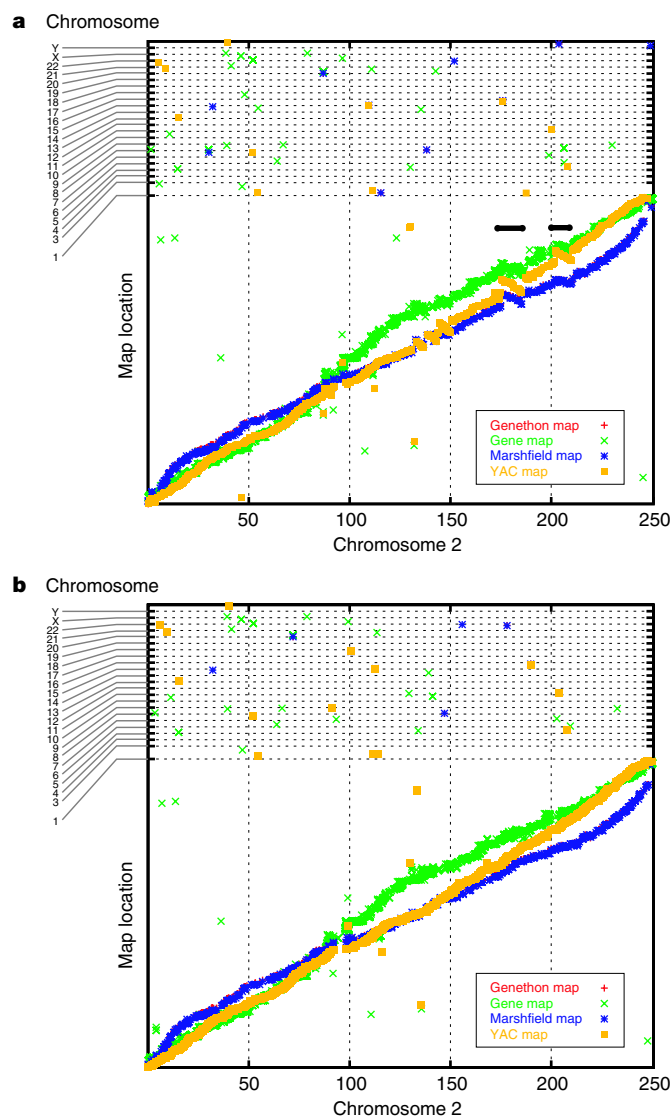 a Chromosome
Y
X
22
21
20
19
18
17
16
15
14
13
12
11
10
9
8
7
6
5
4
3
1
Map location
Genethon map
Gene map
Marshfield map
YAC map
50 100 150 200 250
Chromosome 2
b Chromosome
Y
X
22
21
20
19
18
17
16
15
14
13
12
11
10
9
8
7
6
5
4
3
1
Map location
Genethon map
Gene map
Marshfield map
YAC map
50 100 150 200 250
Chromosome 2